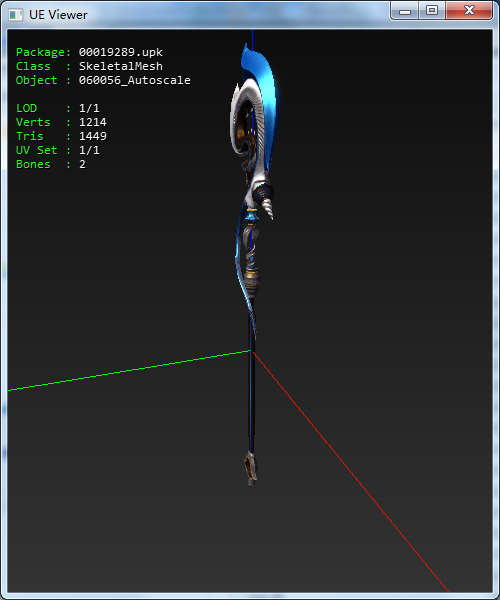 UE Viewer
Package: 00019289.upk
Class  : SkeletalMesh
Object : 060056_Autoscale
LOD    : 1/1
Verts  : 1214
Tris   : 1449
UV Set : 1/1
Bones  : 2